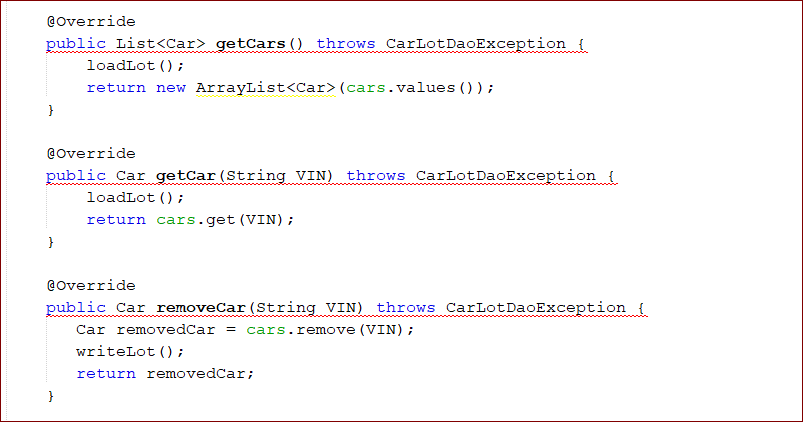 @Override
public List<Car> getCars() throws CarLotDaoException {
    loadLot();
    return new ArrayList<Car>(cars.values());
}

@Override
public Car getCar(String VIN) throws CarLotDaoException {
    loadLot();
    return cars.get(VIN);
}

@Override
public Car removeCar(String VIN) throws CarLotDaoException {
   Car removedCar = cars.remove(VIN);
   writeLot();
   return removedCar;
}